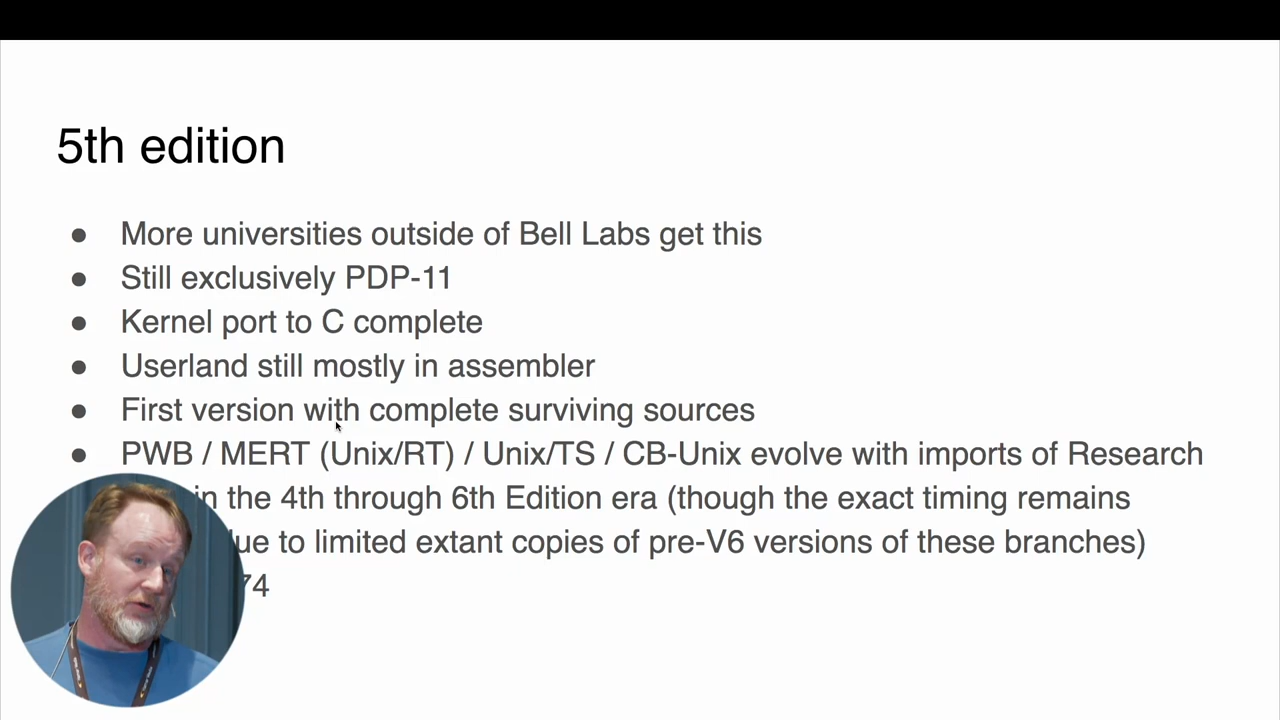 5th edition
● More universities outside of Bell Labs get this
● Still exclusively PDP-11
● Kernel port to C complete
● Userland still mostly in assembler
● First version with complete surviving sources
● PWB / MERT (Unix/RT) / Unix/TS / CB-Unix evolve with imports of Research
in the 4th through 6th Edition era (though the exact timing remains
due to limited extant copies of pre-V6 versions of these branches)
74